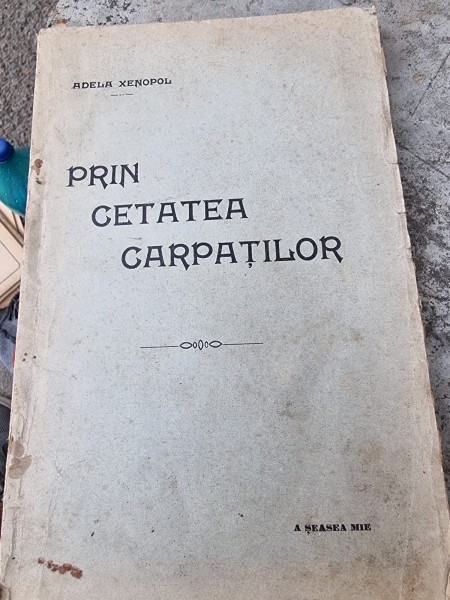 ADELA XENOPOL
PRIN
CETATEA
CARPAȚILOR
A ȘEASEA MIE